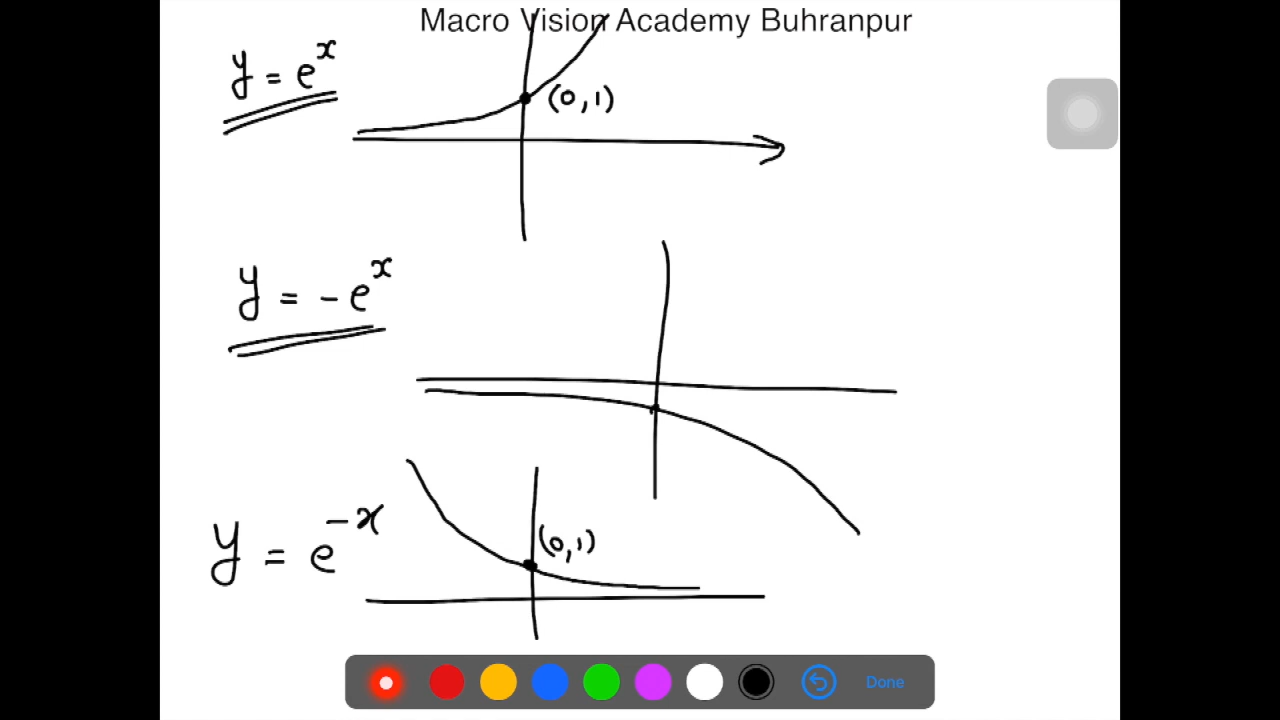 Macro Vision Academy Buhranpur
y = e^x
(0,1)
y = -e^x
y = e^-x
(0,1)
Done